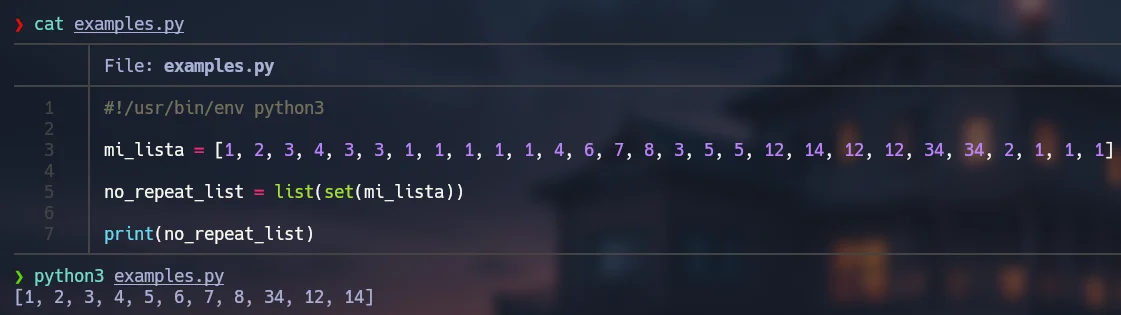 ❯ cat examples.py
File: examples.py
1 #!/usr/bin/env python3
2
3 mi_lista = [1, 2, 3, 4, 3, 3, 1, 1, 1, 1, 1, 4, 6, 7, 8, 3, 5, 5, 12, 14, 12, 12, 34, 34, 2, 1, 1, 1]
4
5 no_repeat_list = list(set(mi_lista))
6
7 print(no_repeat_list)
❯ python3 examples.py
[1, 2, 3, 4, 5, 6, 7, 8, 34, 12, 14]